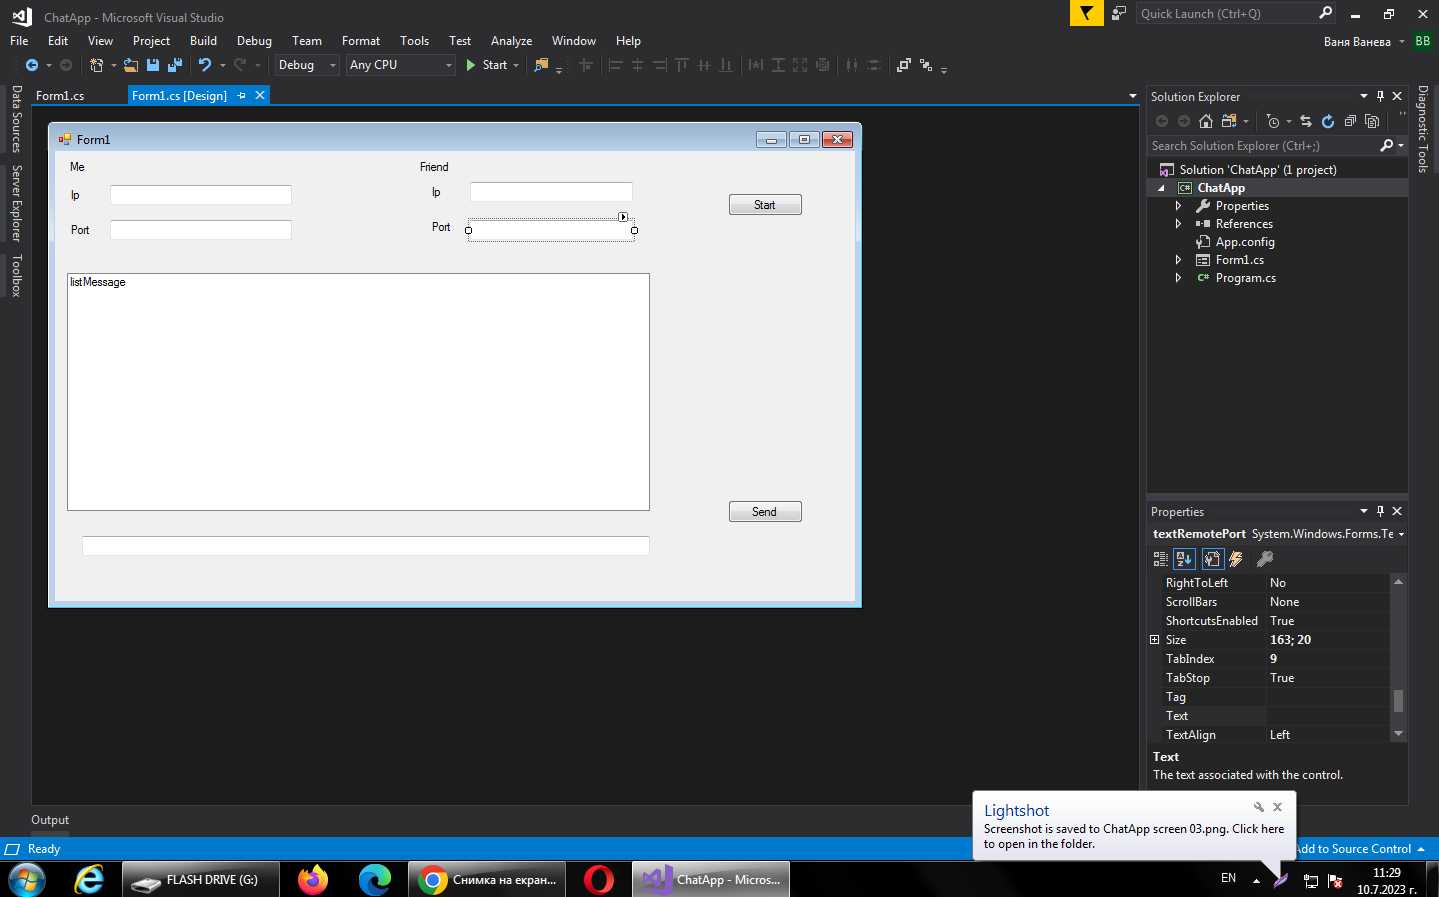 ChatApp - Microsoft Visual Studio
Quick Launch (Ctrl+Q)
File Edit View Project Build Debug Team Format Tools Test Analyze Window Help
Ваня Ванева BB
Debug Any CPU Start
Form1.cs Form1.cs [Design]
Data Sources
Server Explorer
Toolbox
Form1
Me
Friend
Ip
Ip
Start
Port
Port
listMessage
Send
Solution Explorer
Search Solution Explorer (Ctrl+;)
Solution 'ChatApp' (1 project)
C# ChatApp
Properties
References
App.config
Form1.cs
C# Program.cs
Diagnostic Tools
Properties
textRemotePort System.Windows.Forms.Te
RightToLeft No
ScrollBars None
ShortcutsEnabled True
Size 163; 20
TabIndex 9
TabStop True
Tag
Text
TextAlign Left
Text
The text associated with the control.
Lightshot
Screenshot is saved to ChatApp screen 03.png. Click here
to open in the folder.
Output
Ready
Add to Source Control
FLASH DRIVE (G:)
Снимка на екран...
ChatApp - Micros...
EN
11:29
10.7.2023 г.